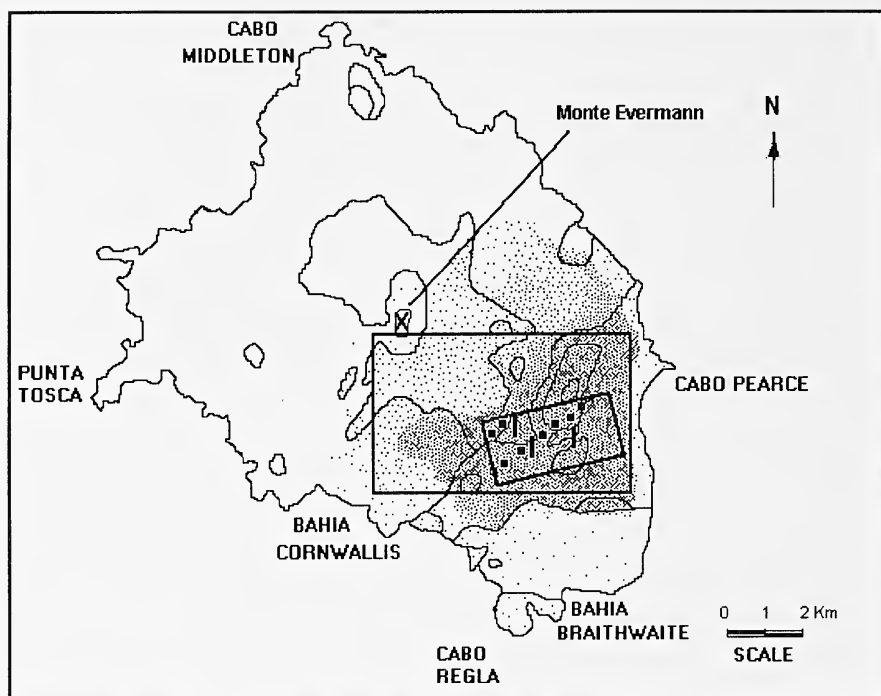 CABO
MIDDLETON
Monte Evermann
N
X
PUNTA
TOSCA
CABO PEARCE
BAHIA
CORNWALLIS
BAHIA
BRAITHWAITE
CABO
REGLA
0 1 2 Km
SCALE